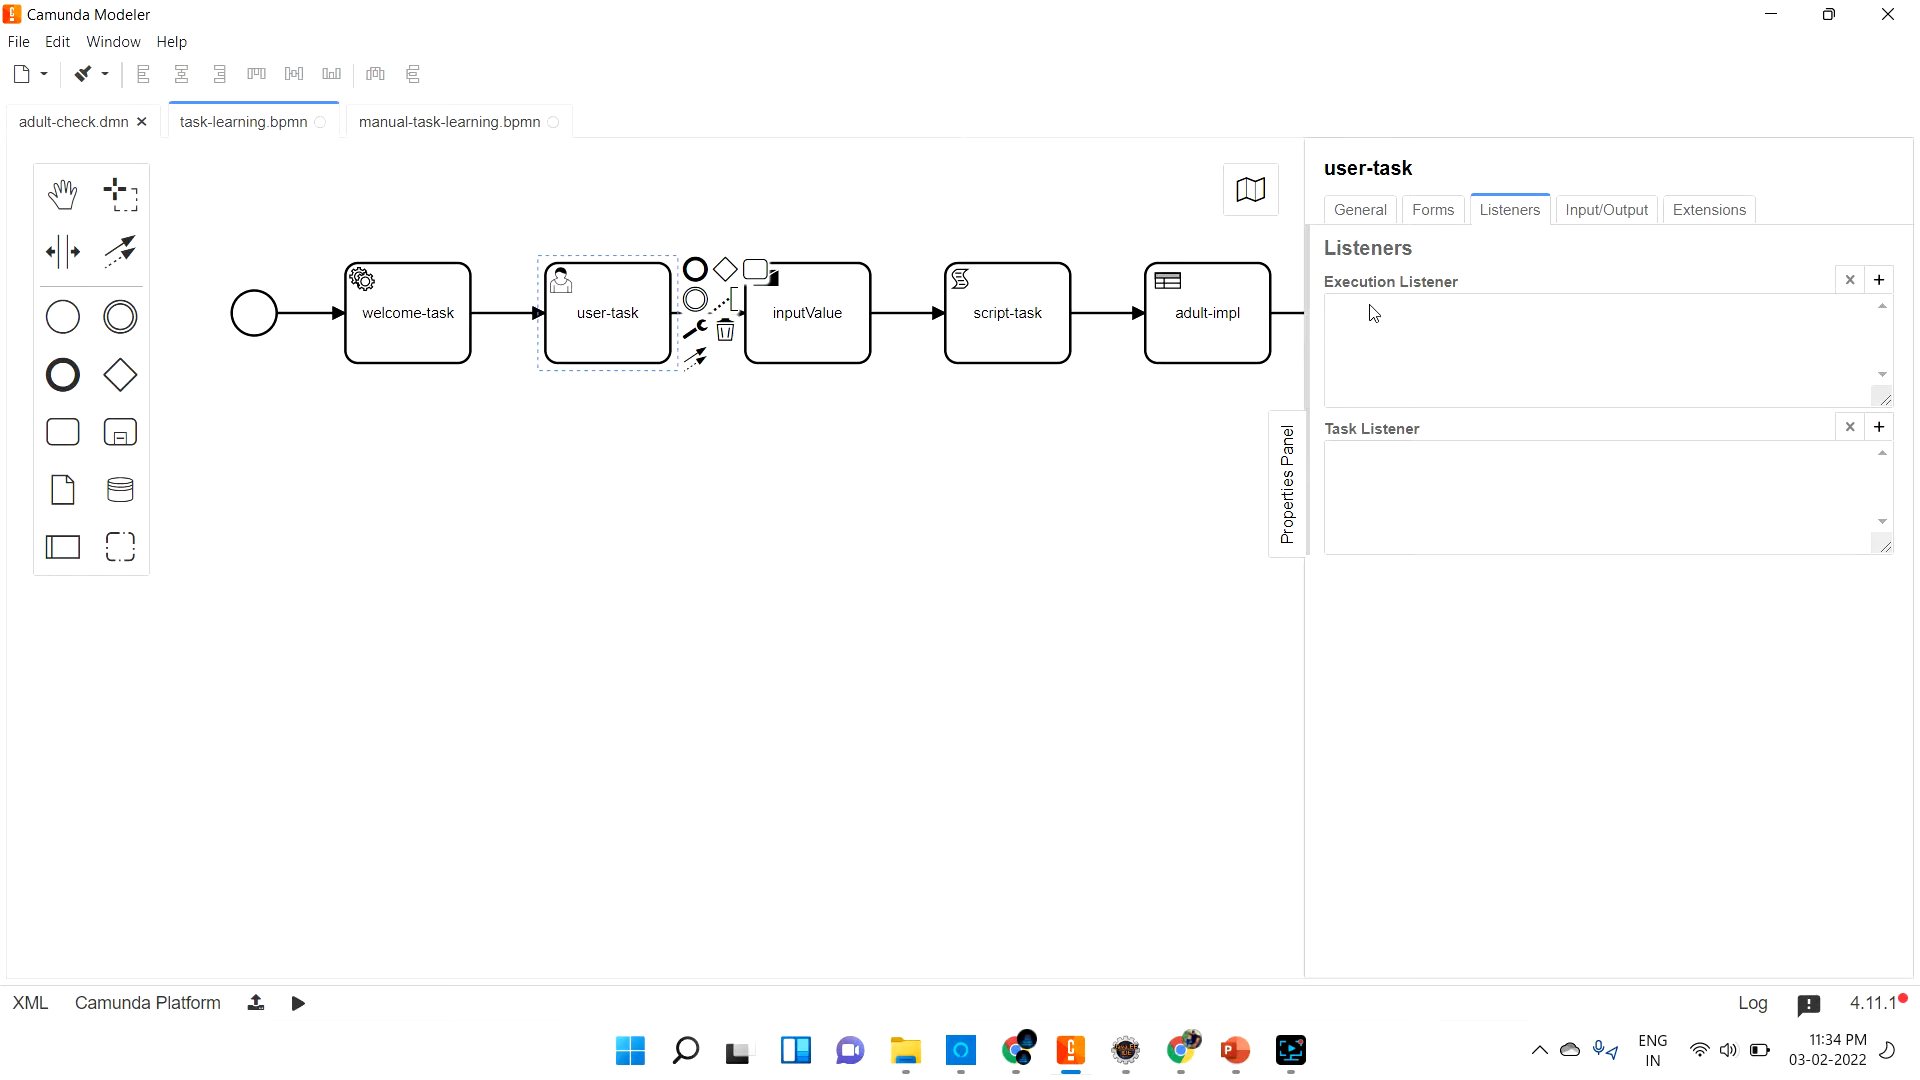 Camunda Modeler
File Edit Window Help
adult-check.dmn
task-learning.bpmn
manual-task-learning.bpmn
user-task
General
Forms
Listeners
Input/Output
Extensions
Listeners
Execution Listener
Task Listener
welcome-task
user-task
inputValue
script-task
adult-impl
Properties Panel
XML
Camunda Platform
Log
4.11.1
ENG
IN
11:34 PM
03-02-2022